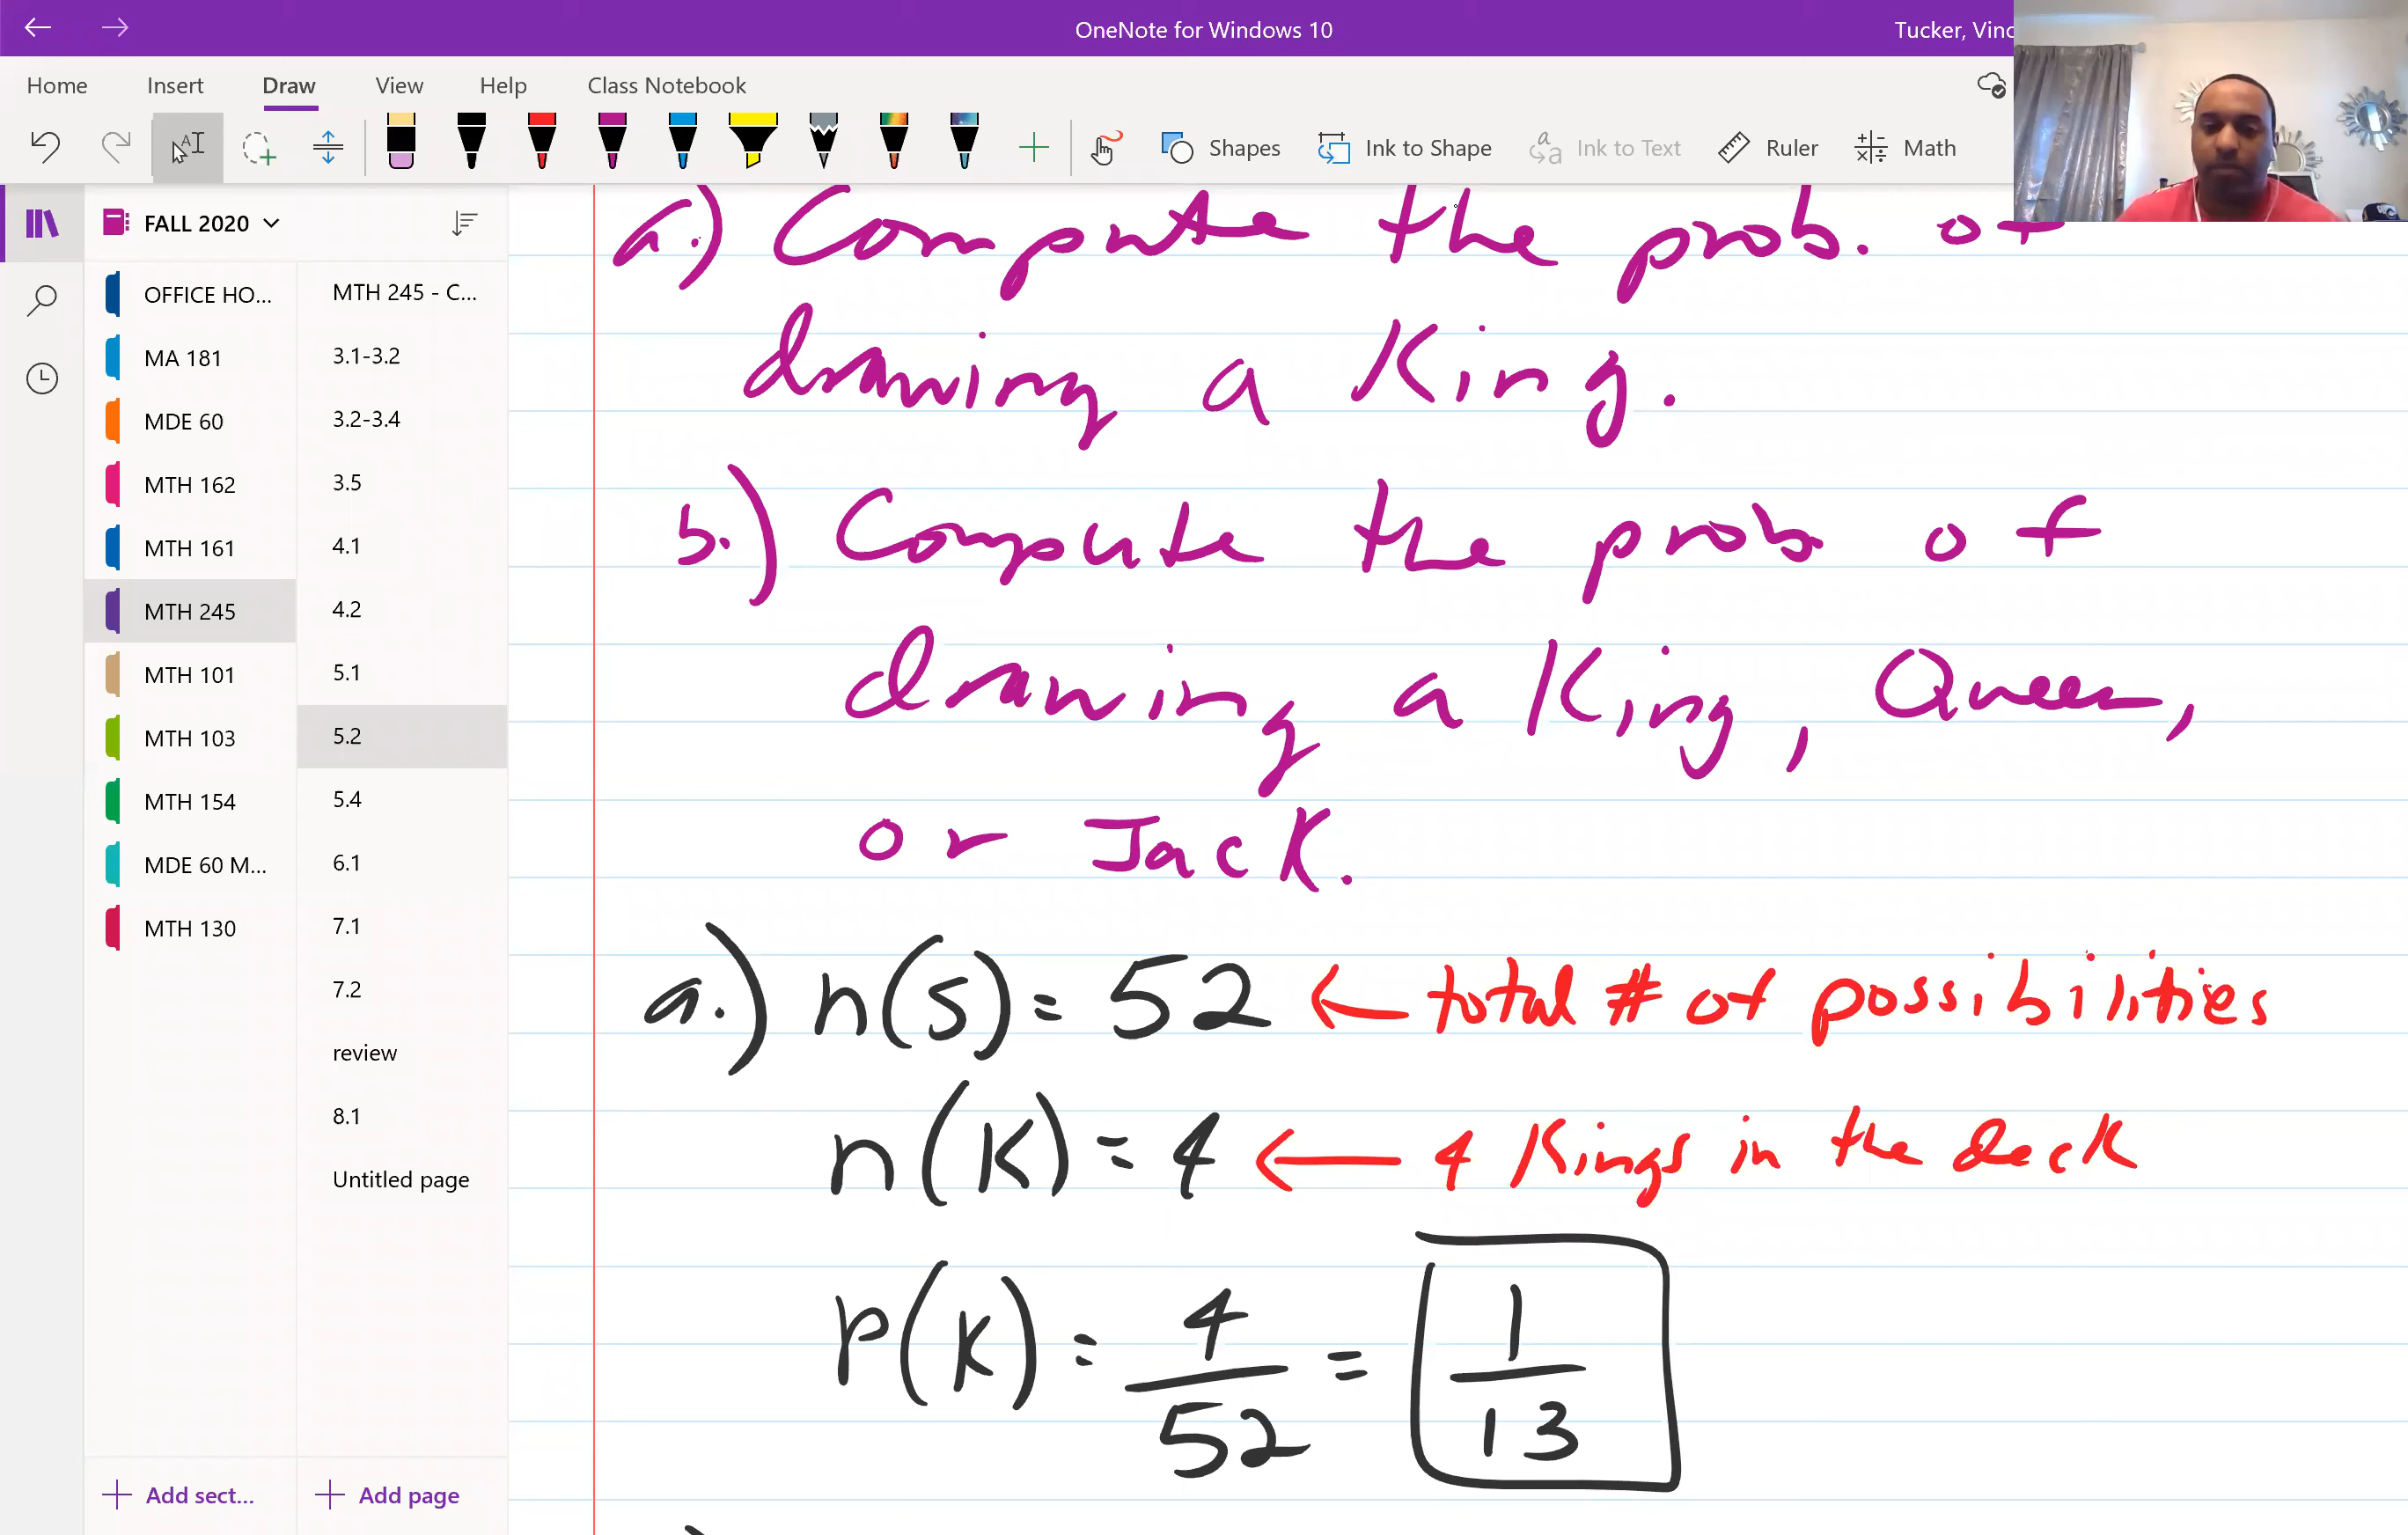 OneNote for Windows 10
Tucker, Vinc
Home Insert Draw View Help Class Notebook
Shapes Ink to Shape Ink to Text Ruler Math
FALL 2020
OFFICE HO...
MA 181
MDE 60
MTH 162
MTH 161
MTH 245
MTH 101
MTH 103
MTH 154
MDE 60 M...
MTH 130
Add sect...
MTH 245 - C...
3.1-3.2
3.2-3.4
3.5
4.1
4.2
5.1
5.2
5.4
6.1
7.1
7.2
review
8.1
Untitled page
Add page
a.) Compute the prob. of
drawing a King.
b.) Compute the prob of
drawing a King, Queen,
or Jack.
a.) n(S) = 52 ← total # of possibilities
n(K) = 4 ← 4 Kings in the deck
P(K) = 4/52 = 1/13